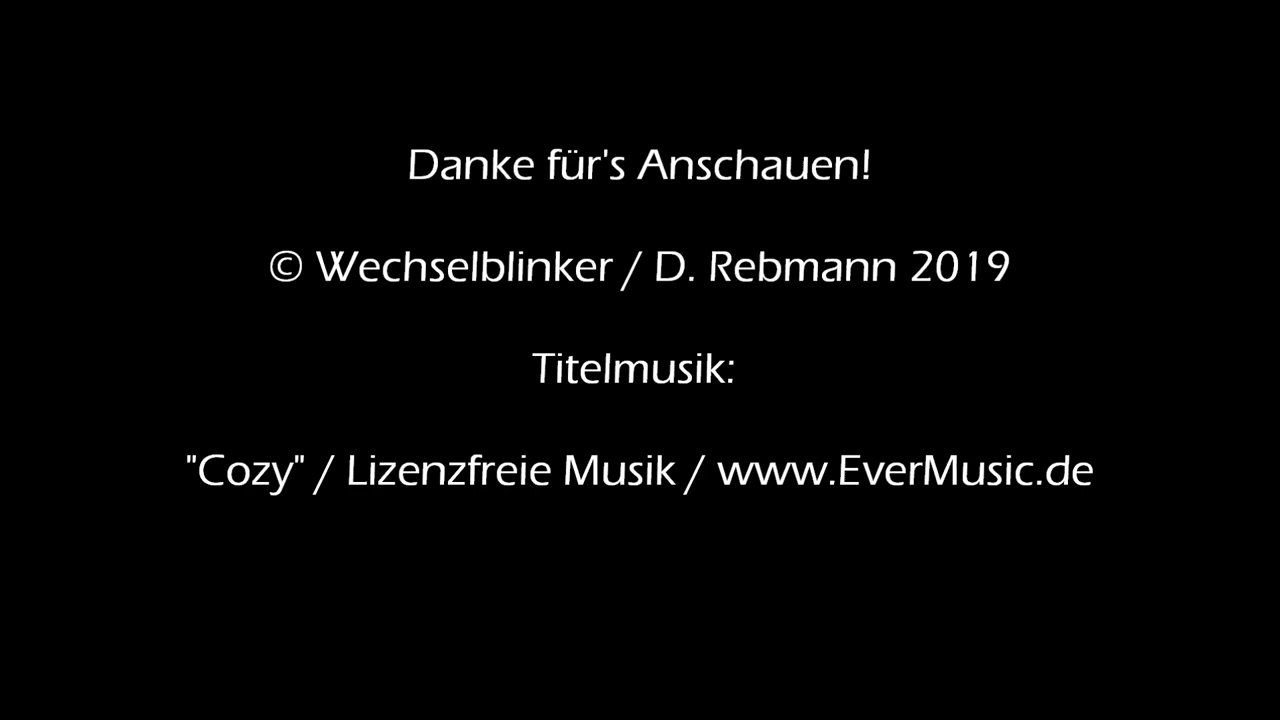 Danke für's Anschauen!
© Wechselblinker / D. Rebmann 2019
Titelmusik:
"Cozy" / Lizenzfreie Musik / www.EverMusic.de